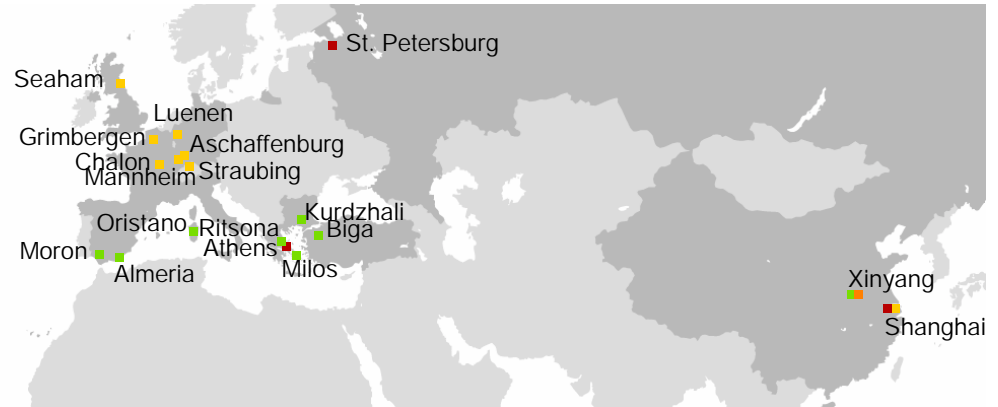 St. Petersburg
Seaham
Luenen
Grimbergen
Aschaffenburg
Chalon
Mannheim
Straubing
Kurdzhali
Oristano
Ritsona
Biga
Athens
Moron
Milos
Almeria
Xinyang
Shanghai